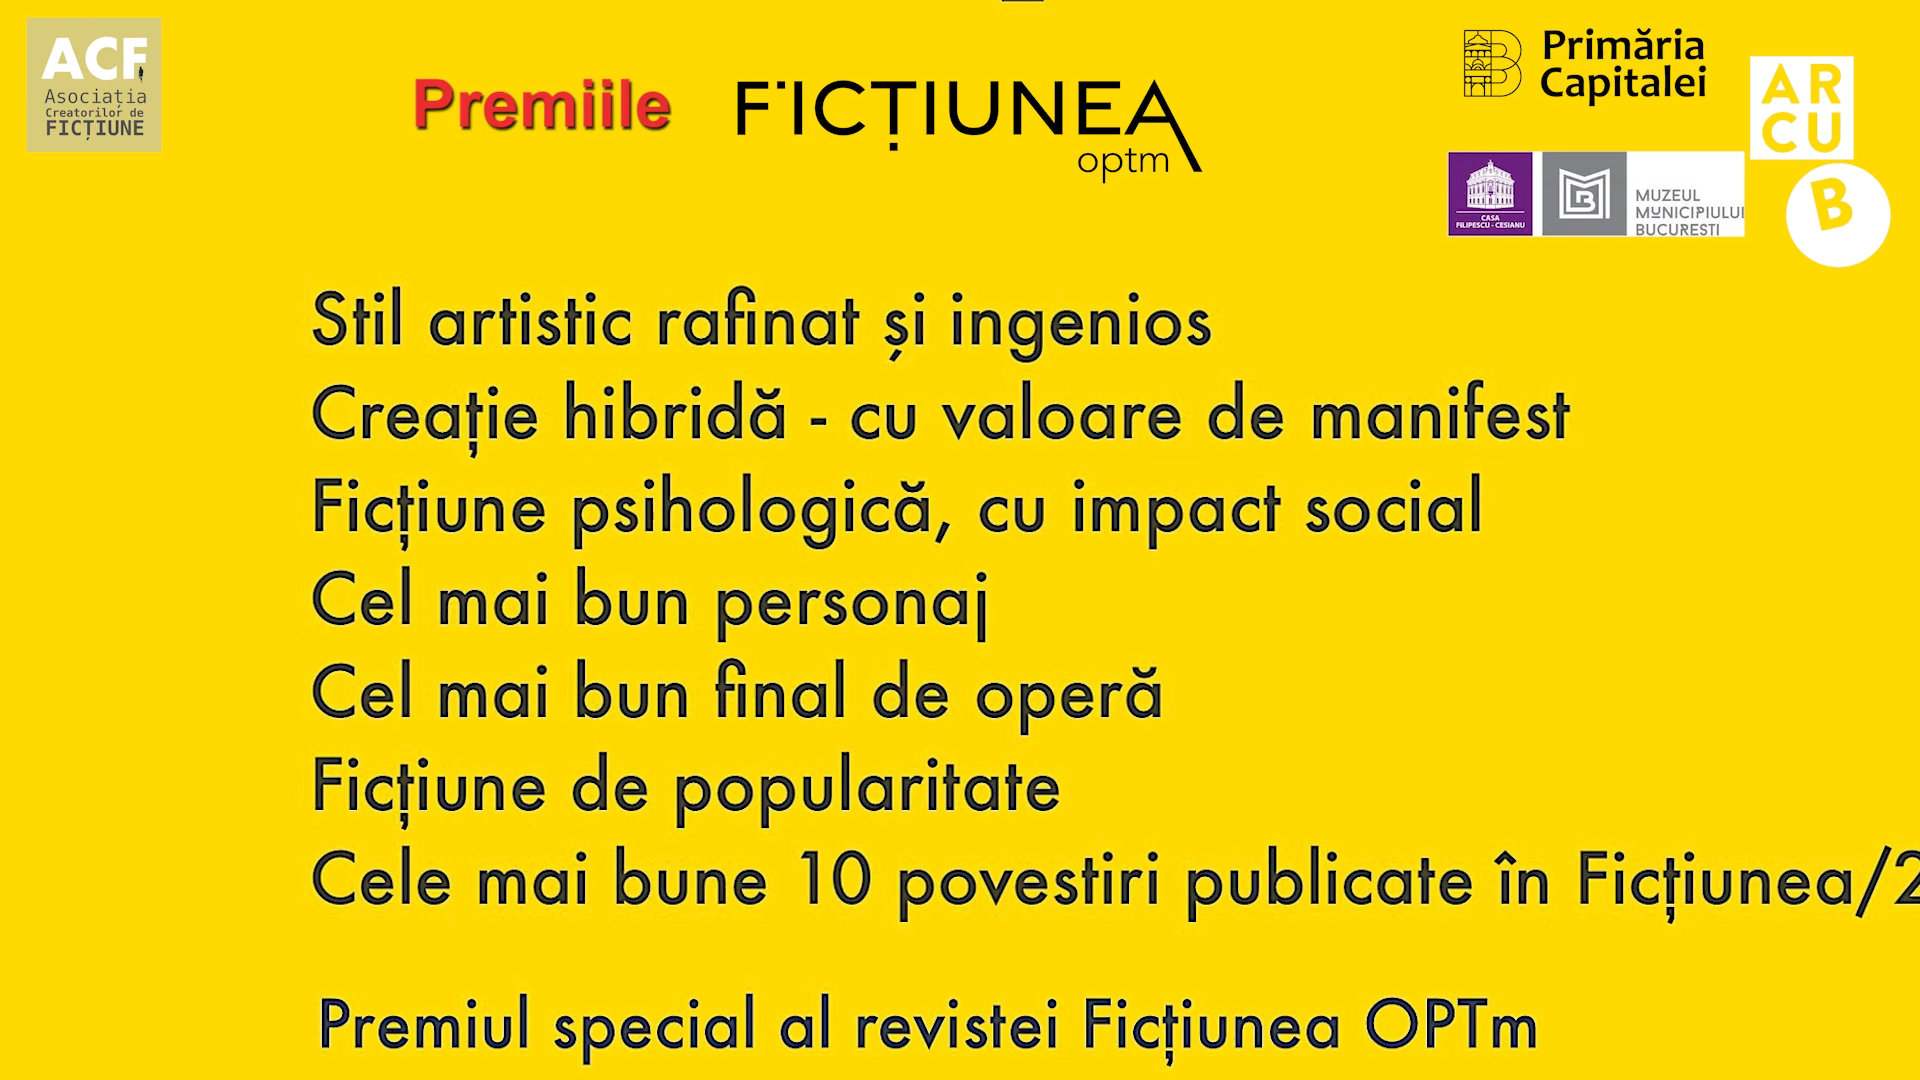 ACF
Asociația
Creatorilor de
FICȚIUNE
Premiile
FICȚIUNEA
optm
Primăria
Capitalei
AR
CU
B
CASA
FILIPESCU - CESIANU
MUZEUL
MUNICIPIULUI
BUCUREȘTI
Stil artistic rafinat și ingenios
Creație hibridă - cu valoare de manifest
Ficțiune psihologică, cu impact social
Cel mai bun personaj
Cel mai bun final de operă
Ficțiune de popularitate
Cele mai bune 10 povestiri publicate în Ficțiunea/2
Premiul special al revistei Ficțiunea OPTm